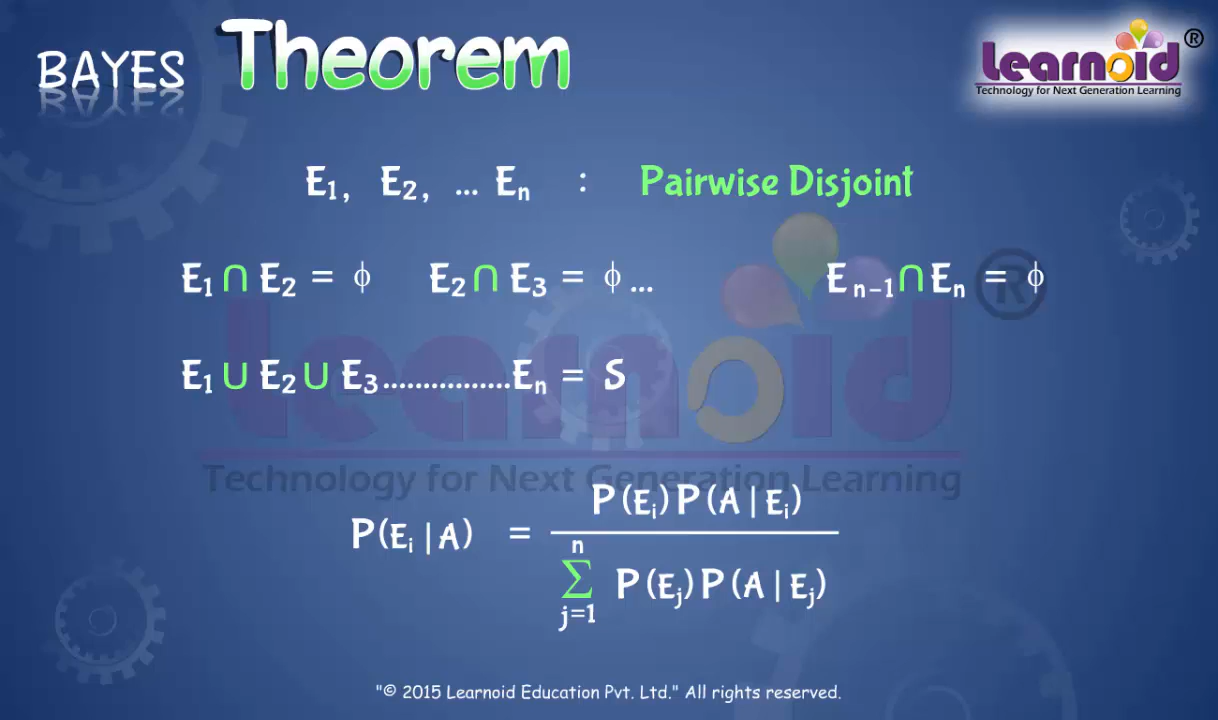 BAYES Theorem
Learnoid ®
Technology for Next Generation Learning
E₁, E₂, ... Eₙ : Pairwise Disjoint
E₁ ∩ E₂ = ϕ E₂ ∩ E₃ = ϕ ... Eₙ₋₁ ∩ Eₙ = ϕ
E₁ ∪ E₂ ∪ E₃................Eₙ = S
Learnoid ®
Technology for Next Generation Learning
P(Eᵢ)P(A|Eᵢ)
P(Eᵢ|A) =
n
Σ P(Eⱼ)P(A|Eⱼ)
j=1
"© 2015 Learnoid Education Pvt. Ltd." All rights reserved.